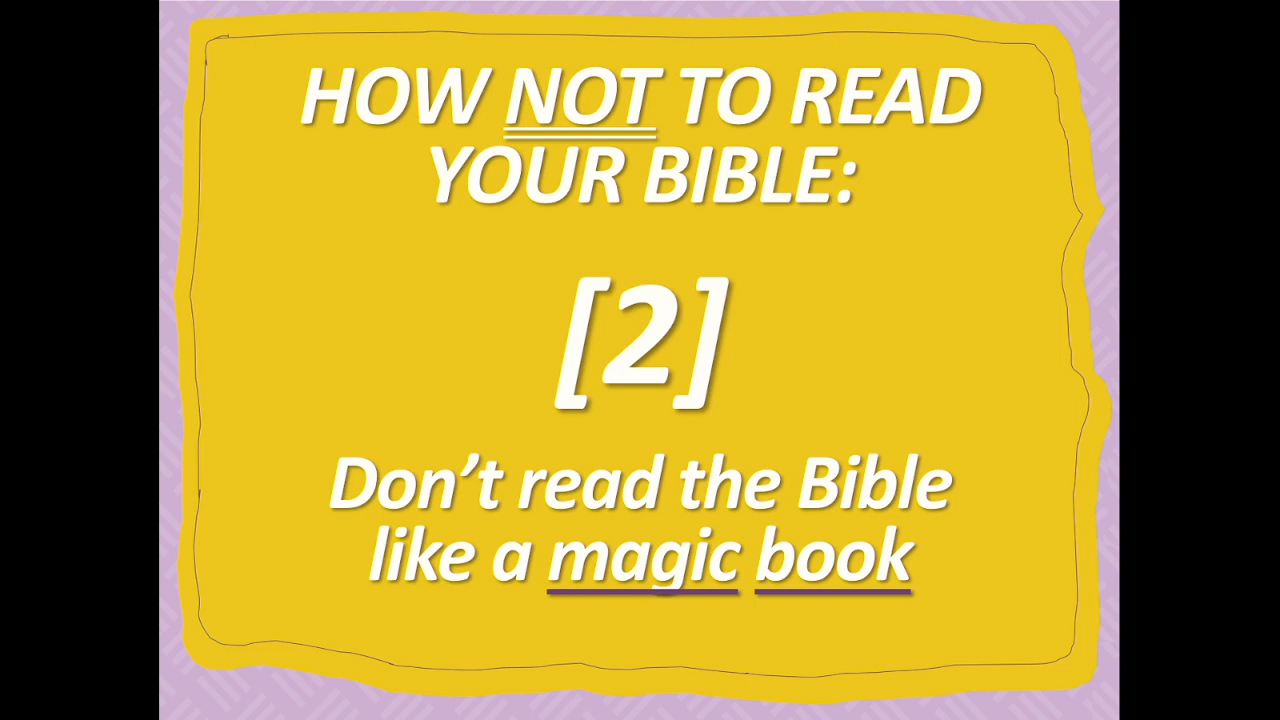 HOW NOT TO READ
YOUR BIBLE:
[2]
Don’t read the Bible
like a magic book